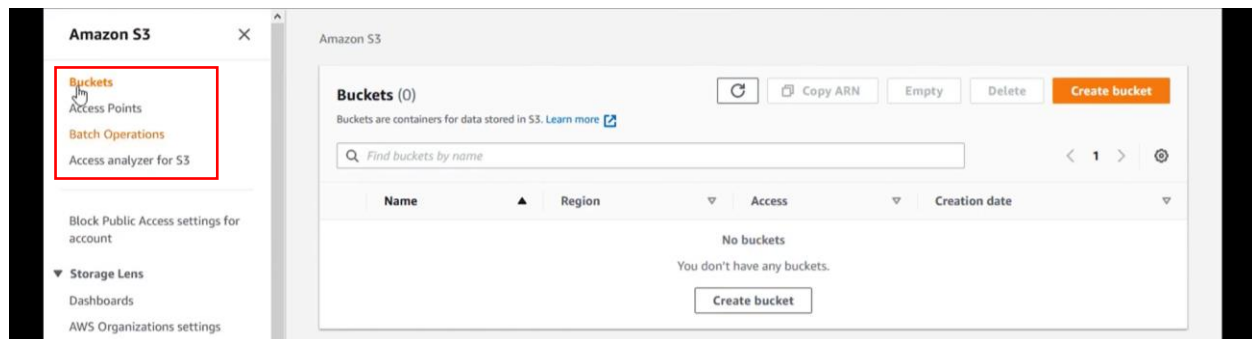 Amazon S3
Buckets
Access Points
Batch Operations
Access analyzer for S3
Block Public Access settings for
account
Storage Lens
Dashboards
AWS Organizations settings
Amazon S3
Buckets (0)
Copy ARN
Empty
Delete
Create bucket
Buckets are containers for data stored in S3. Learn more
Find buckets by name
1
Name Region Access Creation date
No buckets
You don't have any buckets.
Create bucket